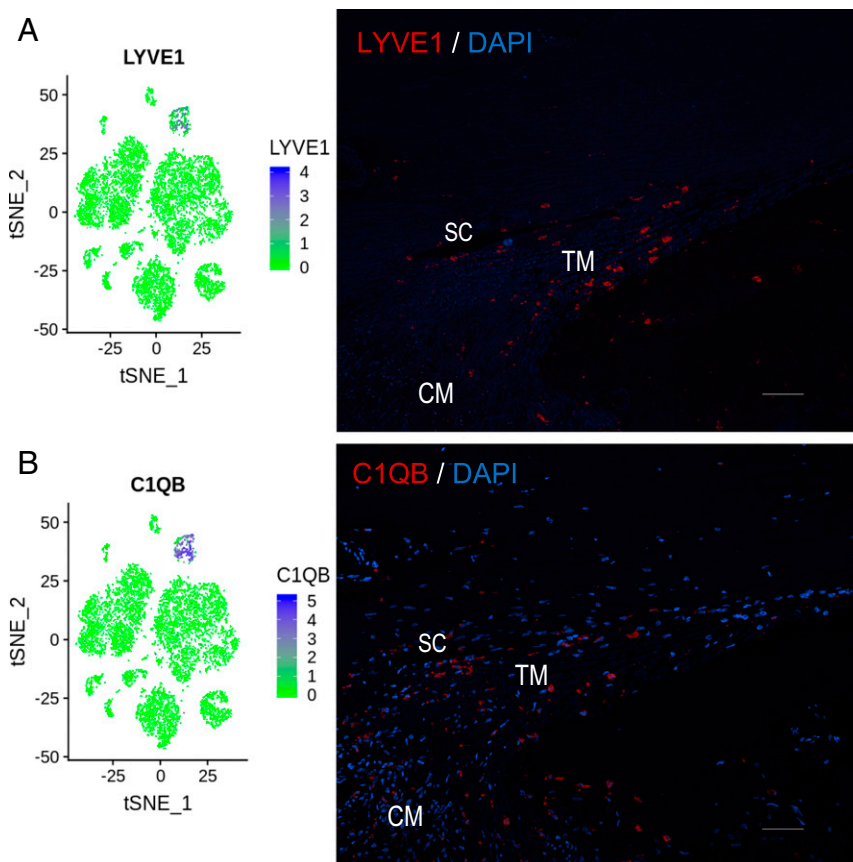 A
LYVE1
50
25
0
-25
-50
tSNE_2
-25 0 25
tSNE_1
LYVE1
4
3
2
1
0
LYVE1 / DAPI
SC
TM
CM
B
C1QB
50
25
0
-25
-50
tSNE_2
-25 0 25
tSNE_1
C1QB
5
4
3
2
1
0
C1QB / DAPI
SC
TM
CM